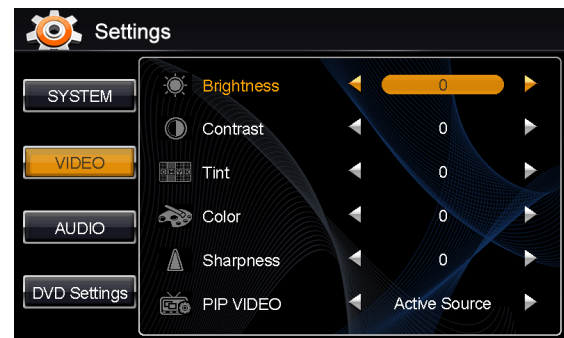 Settings
SYSTEM
VIDEO
AUDIO
DVD Settings
Brightness 0
Contrast 0
Tint 0
Color 0
Sharpness 0
PIP VIDEO Active Source